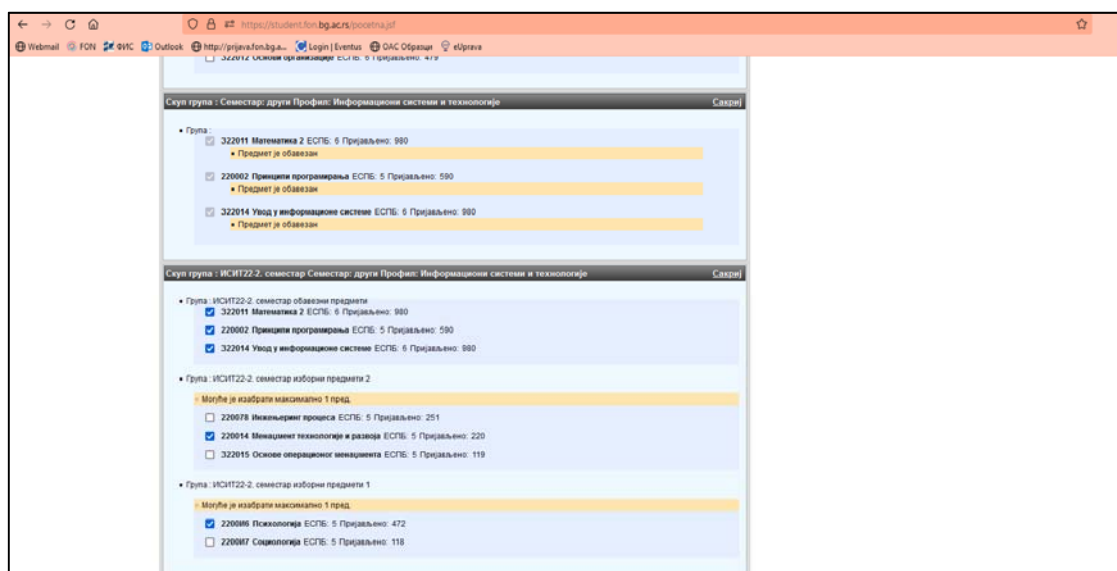 https://student.fon.bg.ac.rs/pocetna.jsf
Webmail FON ФИС Outlook http://prijava.fon.bg.a... Login | Eventus ОАС Обрасци eUprava
322012 Основи организације ЕСПБ: 6 Пријављено: 479
Скуп група : Семестар: други Профил: Информациони системи и технологије Сакриј
• Група :
322011 Математика 2 ЕСПБ: 6 Пријављено: 980
• Предмет је обавезан
220002 Принципи програмирања ЕСПБ: 5 Пријављено: 590
• Предмет је обавезан
322014 Увод у информационе системе ЕСПБ: 6 Пријављено: 980
• Предмет је обавезан
Скуп група : ИСИТ22-2. семестар Семестар: други Профил: Информациони системи и технологије Сакриј
• Група : ИСИТ22-2. семестар обавезни предмети
322011 Математика 2 ЕСПБ: 6 Пријављено: 980
220002 Принципи програмирања ЕСПБ: 5 Пријављено: 590
322014 Увод у информационе системе ЕСПБ: 6 Пријављено: 980
• Група : ИСИТ22-2. семестар изборни предмети 2
Могуће је изабрати максимално 1 пред.
220078 Инжењеринг процеса ЕСПБ: 5 Пријављено: 251
220014 Менаџмент технологије и развоја ЕСПБ: 5 Пријављено: 220
322015 Основе операционог менаџмента ЕСПБ: 5 Пријављено: 119
• Група : ИСИТ22-2. семестар изборни предмети 1
Могуће је изабрати максимално 1 пред.
2200И6 Психологија ЕСПБ: 5 Пријављено: 472
2200И7 Социологија ЕСПБ: 5 Пријављено: 118